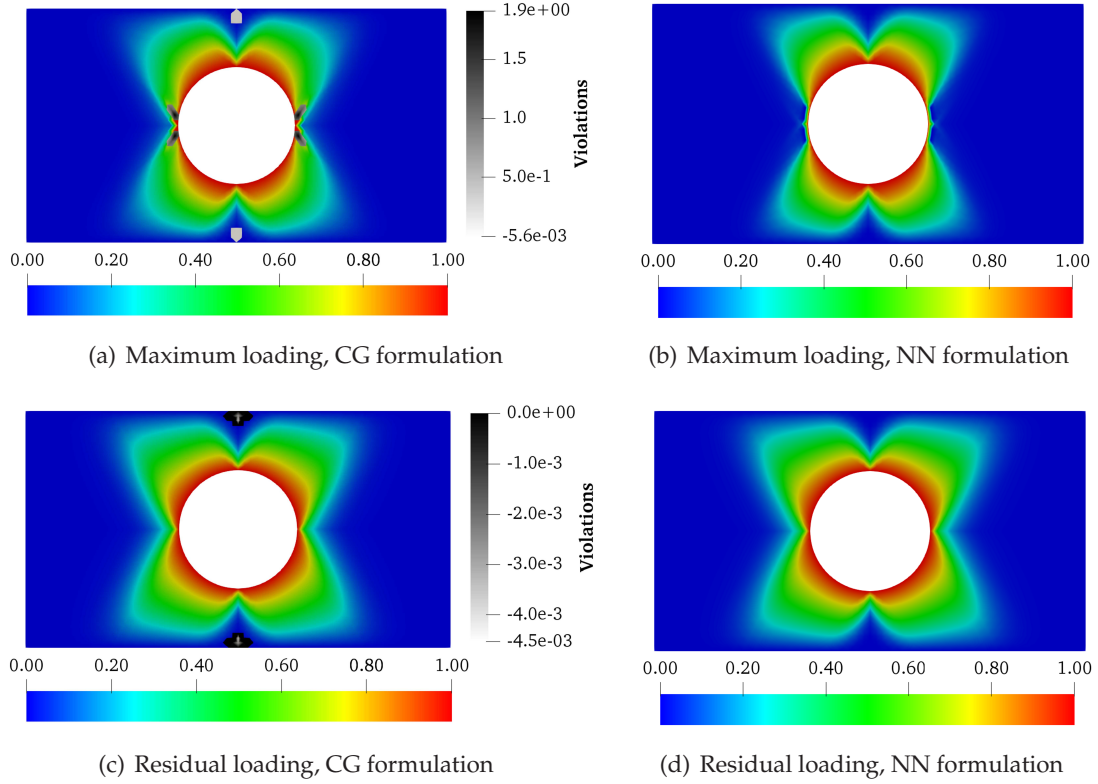 1.9e+00
1.5
1.0
5.0e-1
-5.6e-03
Violations
0.00 0.20 0.40 0.60 0.80 1.00
0.00 0.20 0.40 0.60 0.80 1.00
(a) Maximum loading, CG formulation
(b) Maximum loading, NN formulation
0.0e+00
-1.0e-3
-2.0e-3
-3.0e-3
-4.0e-3
-4.5e-03
Violations
0.00 0.20 0.40 0.60 0.80 1.00
0.00 0.20 0.40 0.60 0.80 1.00
(c) Residual loading, CG formulation
(d) Residual loading, NN formulation